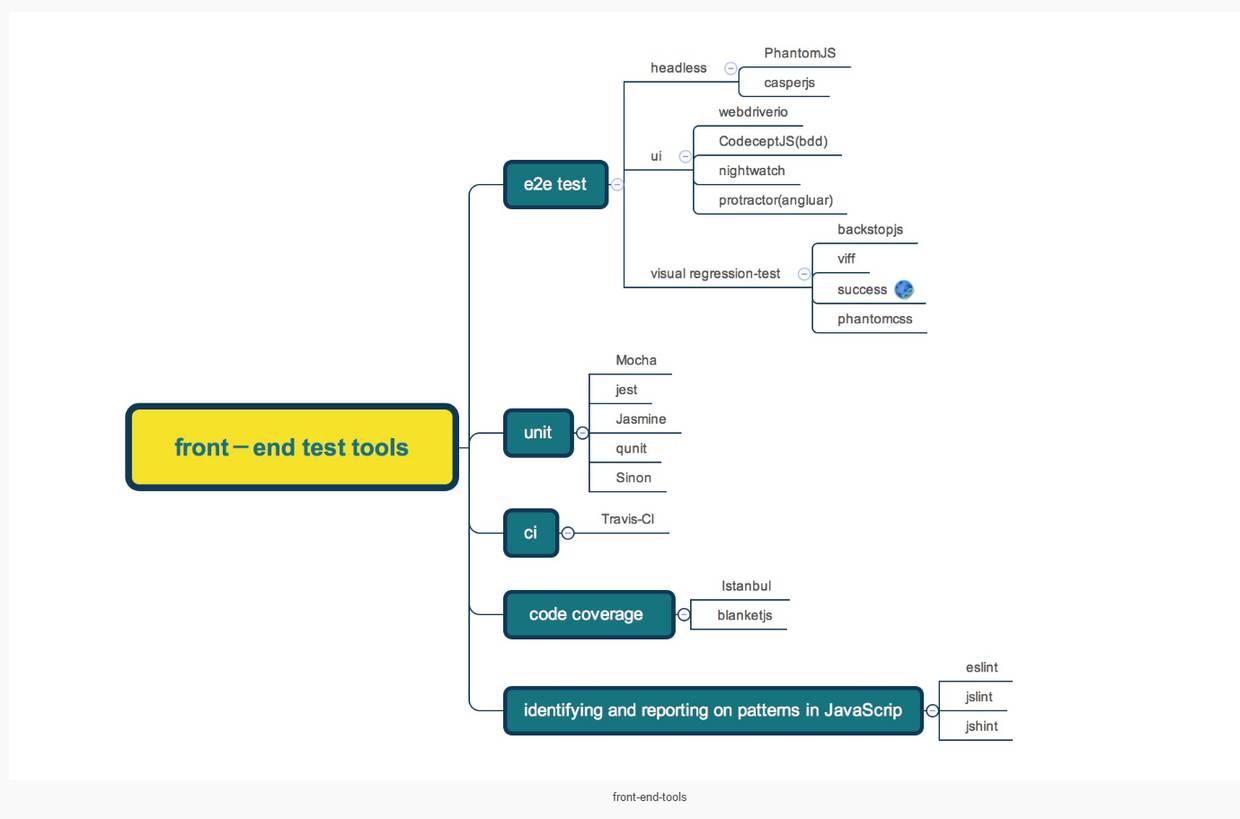 front-end test tools
e2e test
headless
PhantomJS
casperjs
ui
webdriverio
CodeceptJS(bdd)
nightwatch
protractor(angluar)
visual regression-test
backstopjs
viff
success
phantomcss
unit
Mocha
jest
Jasmine
qunit
Sinon
ci
Travis-CI
code coverage
Istanbul
blanketjs
identifying and reporting on patterns in JavaScrip
eslint
jslint
jshint
front-end-tools